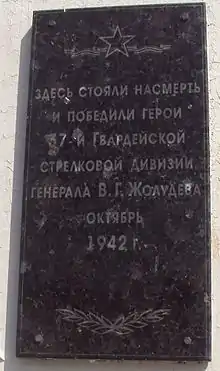 ЗДЕСЬ СТОЯЛИ НАСМЕРТЬ
И ПОБЕДИЛИ ГЕРОИ
37-Й ГВАРДЕЙСКОЙ
СТРЕЛКОВОЙ ДИВИЗИИ
ГЕНЕРАЛА В.Г. ЖОЛУДЕВА
ОКТЯБРЬ
1942 г.